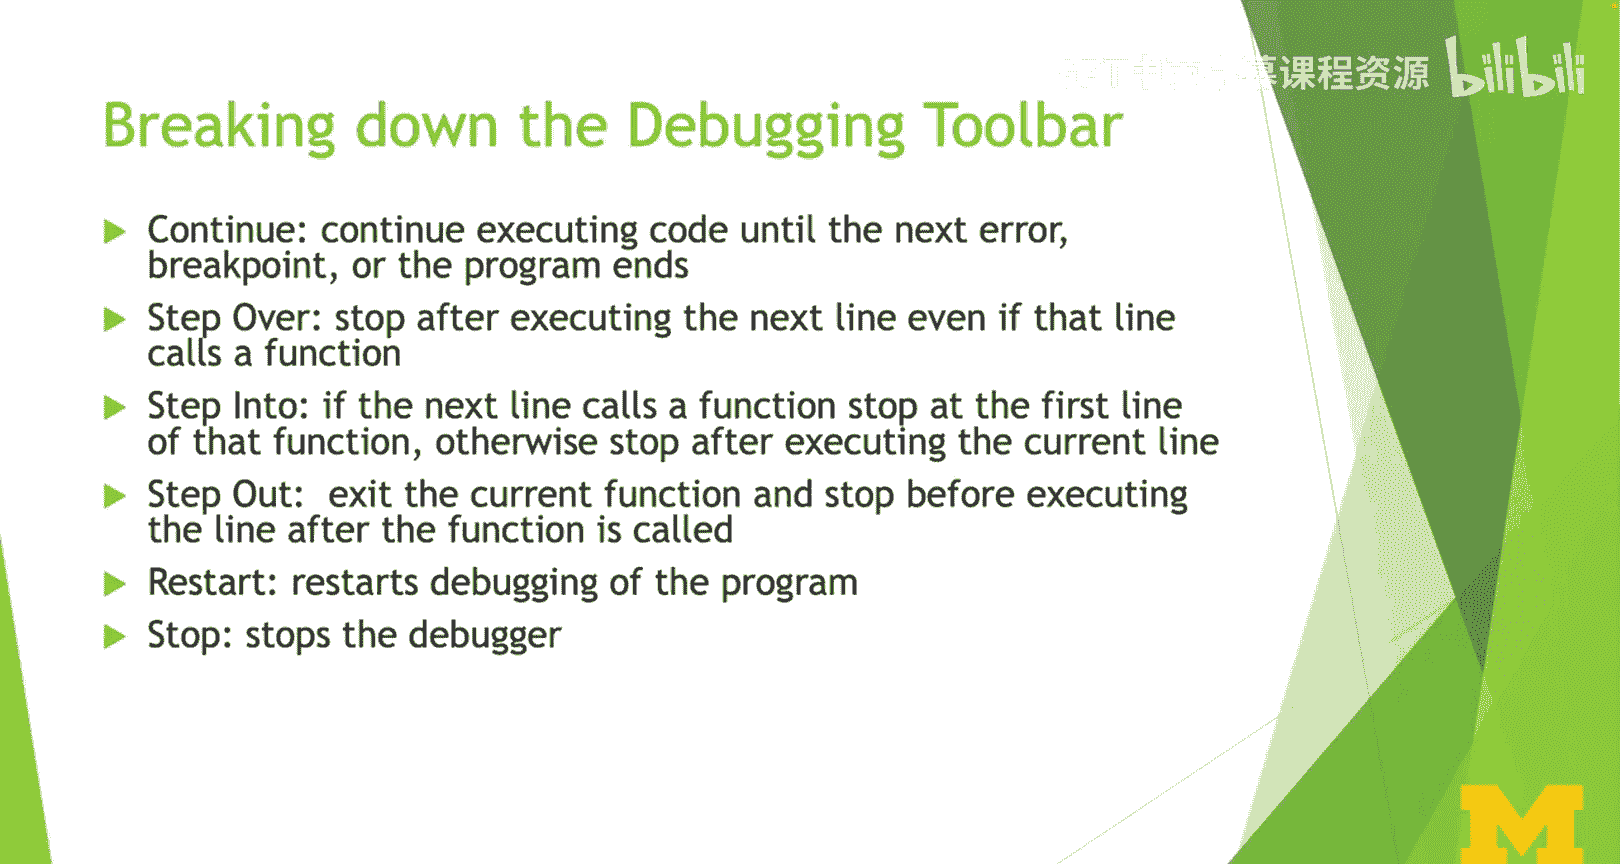 课程资源 bilibili
Breaking down the Debugging Toolbar
Continue: continue executing code until the next error,
breakpoint, or the program ends
Step Over: stop after executing the next line even if that line
calls a function
Step Into: if the next line calls a function stop at the first line
of that function, otherwise stop after executing the current line
Step Out: exit the current function and stop before executing
the line after the function is called
Restart: restarts debugging of the program
Stop: stops the debugger
M